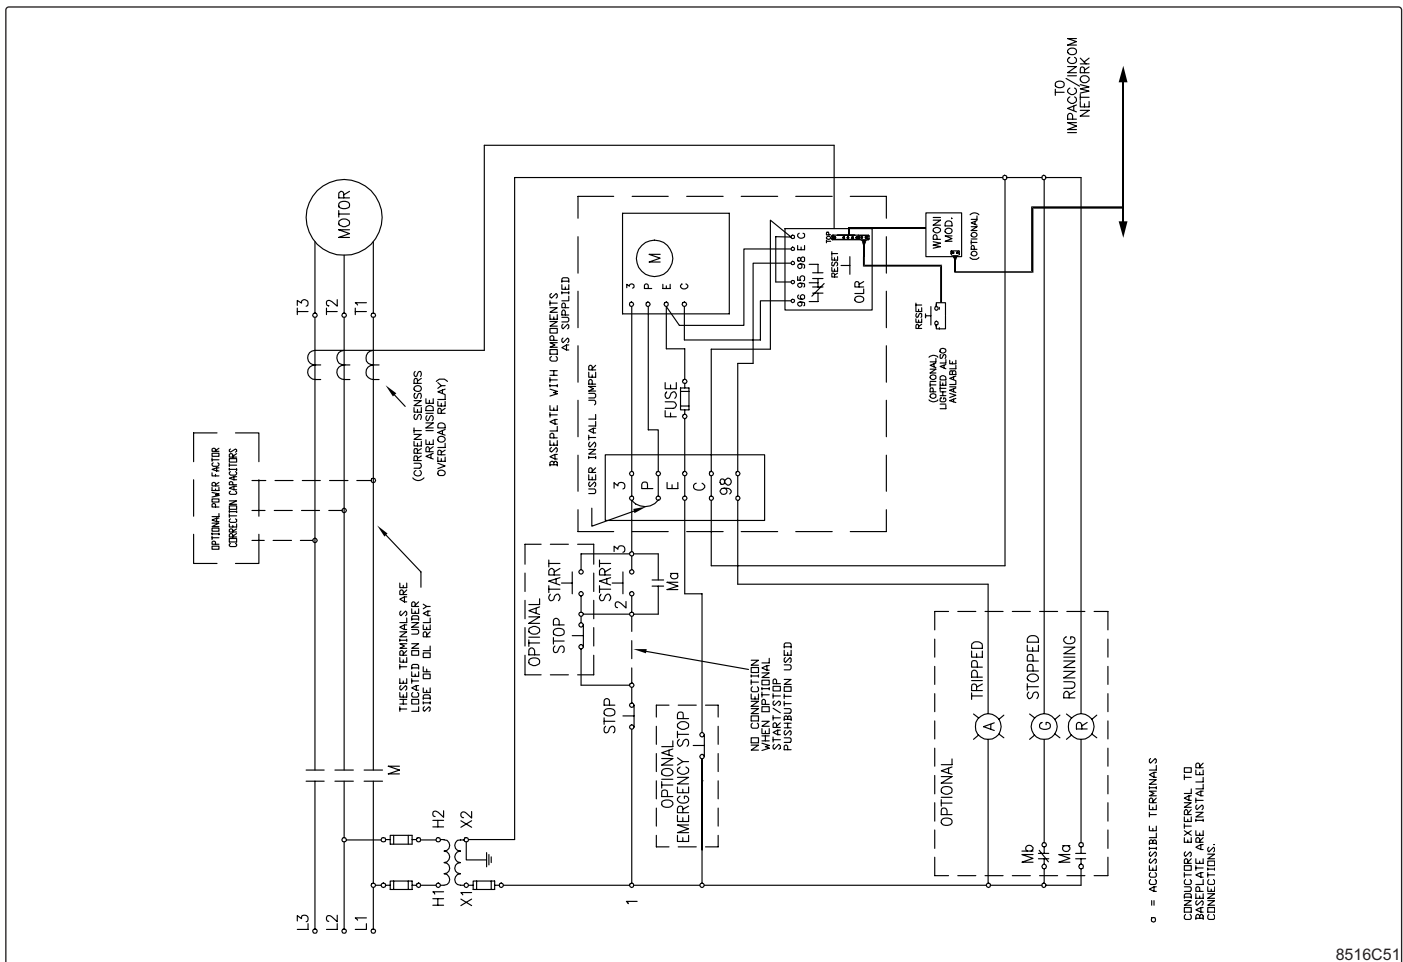 TO
IMPACC/INCOM
NETWORK
MOTOR
T3
T2
T1
(CURRENT SENSORS
ARE INSIDE
OVERLOAD RELAY)
OPTIONAL POWER FACTOR
CORRECTION CAPACITORS
THESE TERMINALS ARE
LOCATED ON UNDER
SIDE OF OL RELAY
M
H2
X2
H1
X1
L3
L2
L1
BASEPLATE WITH COMPONENTS
AS SUPPLIED
USER INSTALL JUMPER
M
3
P
E
C
FUSE
C
E
98
95
96
TOP
RESET
OLR
WPONI
MOD.
(OPTIONAL)
RESET
(OPTIONAL)
LIGHTED ALSO
AVAILABLE
3
P
E
C
98
OPTIONAL
START
STOP
3
START
2
Ma
STOP
NO CONNECTION
WHEN OPTIONAL
START/STOP
PUSHBUTTON USED
OPTIONAL
EMERGENCY STOP
1
OPTIONAL
TRIPPED
STOPPED
RUNNING
A
G
R
Mb
Ma
o = ACCESSIBLE TERMINALS
CONDUCTORS EXTERNAL TO
BASEPLATE ARE INSTALLER
CONNECTIONS.
8516C51